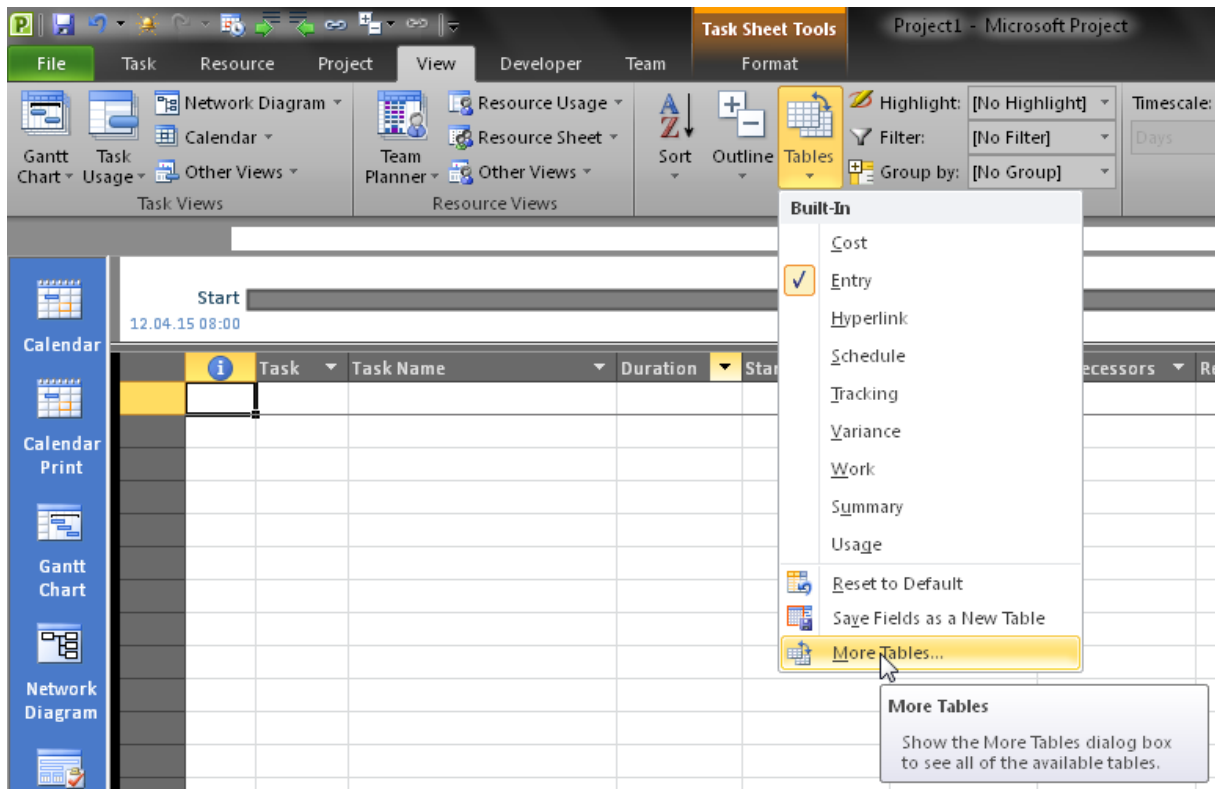 Task Sheet Tools
Project1 - Microsoft Project
File Task Resource Project View Developer Team Format
Network Diagram
Calendar
Other Views
Gantt Chart
Task Usage
Task Views
Team Planner
Resource Usage
Resource Sheet
Other Views
Resource Views
Sort
Outline
Tables
Highlight: [No Highlight]
Filter: [No Filter]
Group by: [No Group]
Timescale:
Days
Built-In
Cost
Entry
Hyperlink
Schedule
Tracking
Variance
Work
Summary
Usage
Reset to Default
Save Fields as a New Table
More Tables...
More Tables
Show the More Tables dialog box
to see all of the available tables.
Start
12.04.15 08:00
Task Task Name Duration
Calendar
Calendar
Print
Gantt
Chart
Network
Diagram